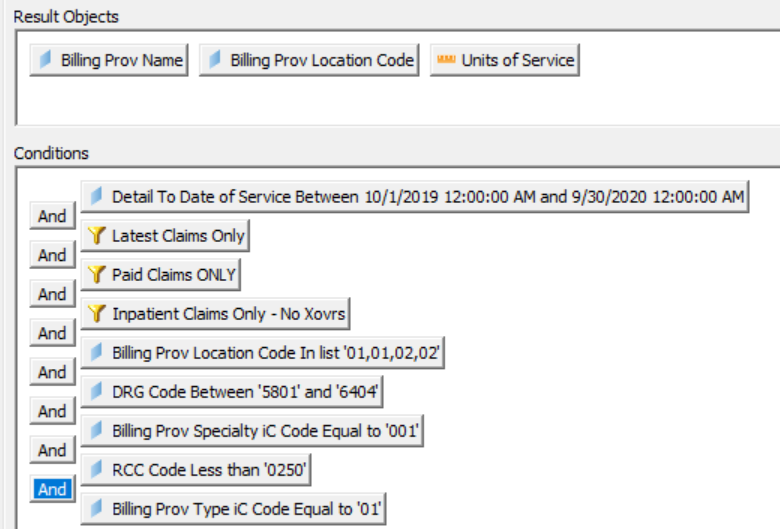 Result Objects
Billing Prov Name Billing Prov Location Code Units of Service
Conditions
Detail To Date of Service Between 10/1/2019 12:00:00 AM and 9/30/2020 12:00:00 AM
And
Latest Claims Only
And
Paid Claims ONLY
And
Inpatient Claims Only - No Xovrs
And
Billing Prov Location Code In list '01,01,02,02'
And
DRG Code Between '5801' and '6404'
And
Billing Prov Specialty iC Code Equal to '001'
And
RCC Code Less than '0250'
And
Billing Prov Type iC Code Equal to '01'